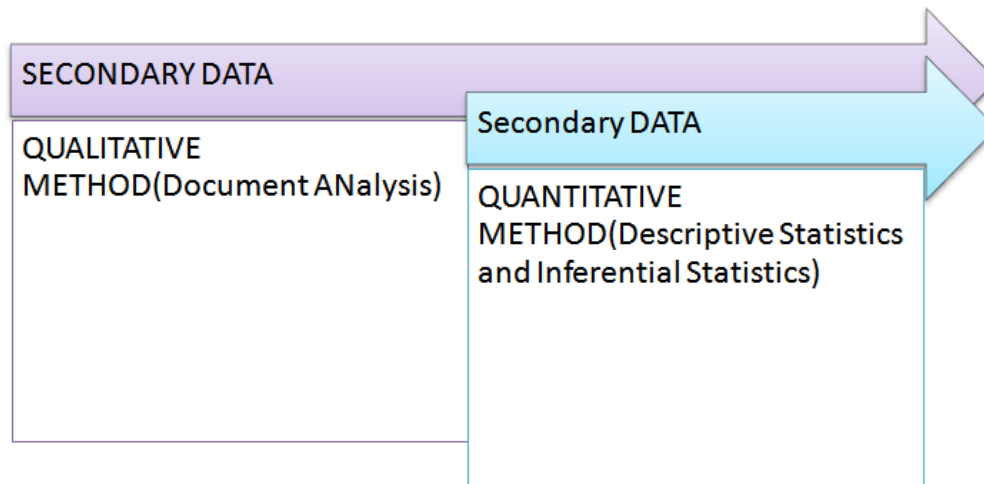 SECONDARY DATA
QUALITATIVE
METHOD(Document ANalysis)
Secondary DATA
QUANTITATIVE
METHOD(Descriptive Statistics
and Inferential Statistics)